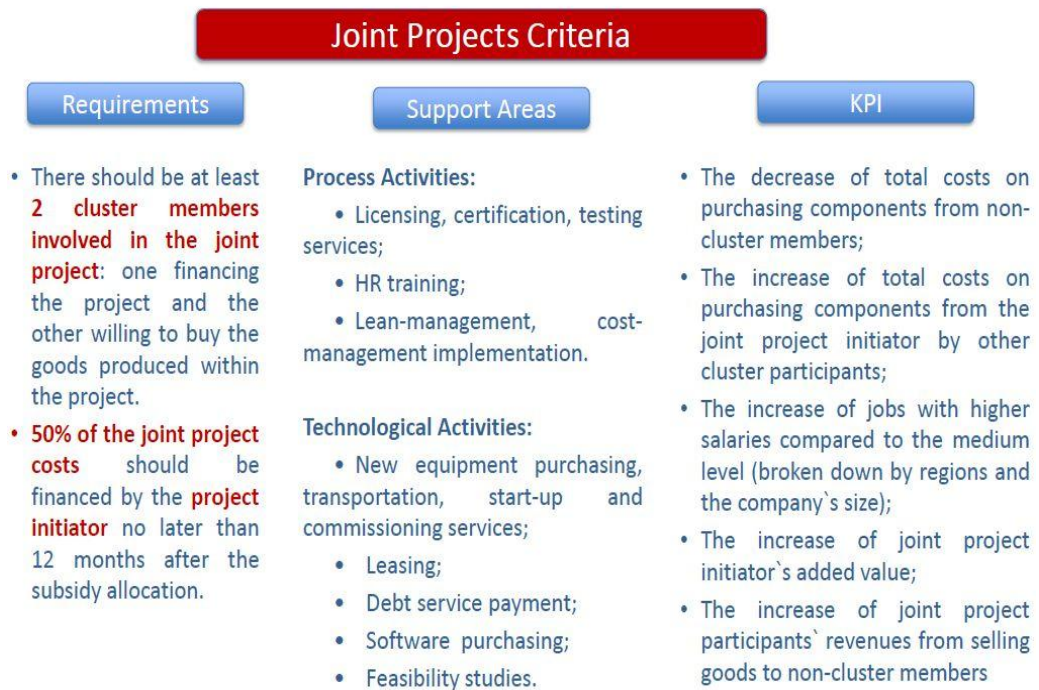 Joint Projects Criteria
Requirements
• There should be at least
2 cluster members
involved in the joint
project: one financing
the project and the
other willing to buy the
goods produced within
the project.
• 50% of the joint project
costs should be
financed by the project
initiator no later than
12 months after the
subsidy allocation.
Support Areas
Process Activities:
• Licensing, certification, testing
services;
• HR training;
• Lean-management, cost-
management implementation.
Technological Activities:
• New equipment purchasing,
transportation, start-up and
commissioning services;
• Leasing;
• Debt service payment;
• Software purchasing;
• Feasibility studies.
KPI
• The decrease of total costs on
purchasing components from non-
cluster members;
• The increase of total costs on
purchasing components from the
joint project initiator by other
cluster participants;
• The increase of jobs with higher
salaries compared to the medium
level (broken down by regions and
the company`s size);
• The increase of joint project
initiator`s added value;
• The increase of joint project
participants` revenues from selling
goods to non-cluster members